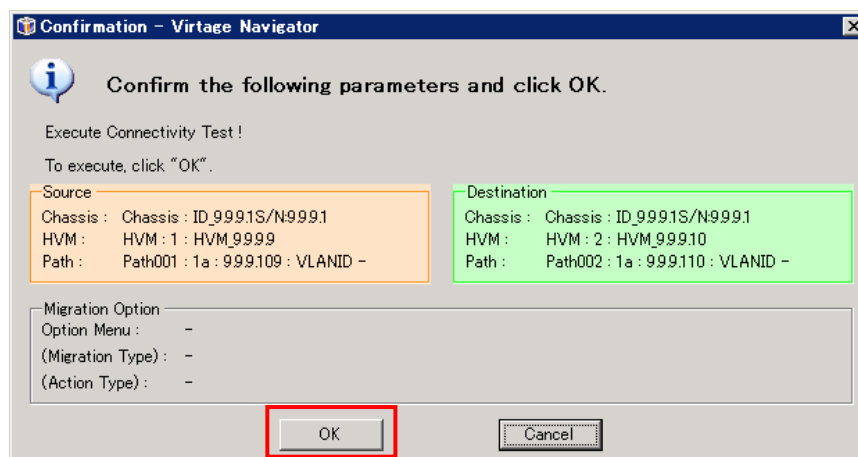 Confirmation - Virtage Navigator
Confirm the following parameters and click OK.
Execute Connectivity Test !
To execute, click "OK".
Source
Chassis : Chassis : ID_9.9.9.1S/N:9.9.9.1
HVM : HVM : 1 : HVM_9.9.9.9
Path : Path001 : 1a : 9.9.9.109 : VLANID -
Destination
Chassis : Chassis : ID_9.9.9.1S/N:9.9.9.1
HVM : HVM : 2 : HVM_9.9.9.10
Path : Path002 : 1a : 9.9.9.110 : VLANID -
Migration Option
Option Menu : -
(Migration Type) : -
(Action Type) : -
OK Cancel